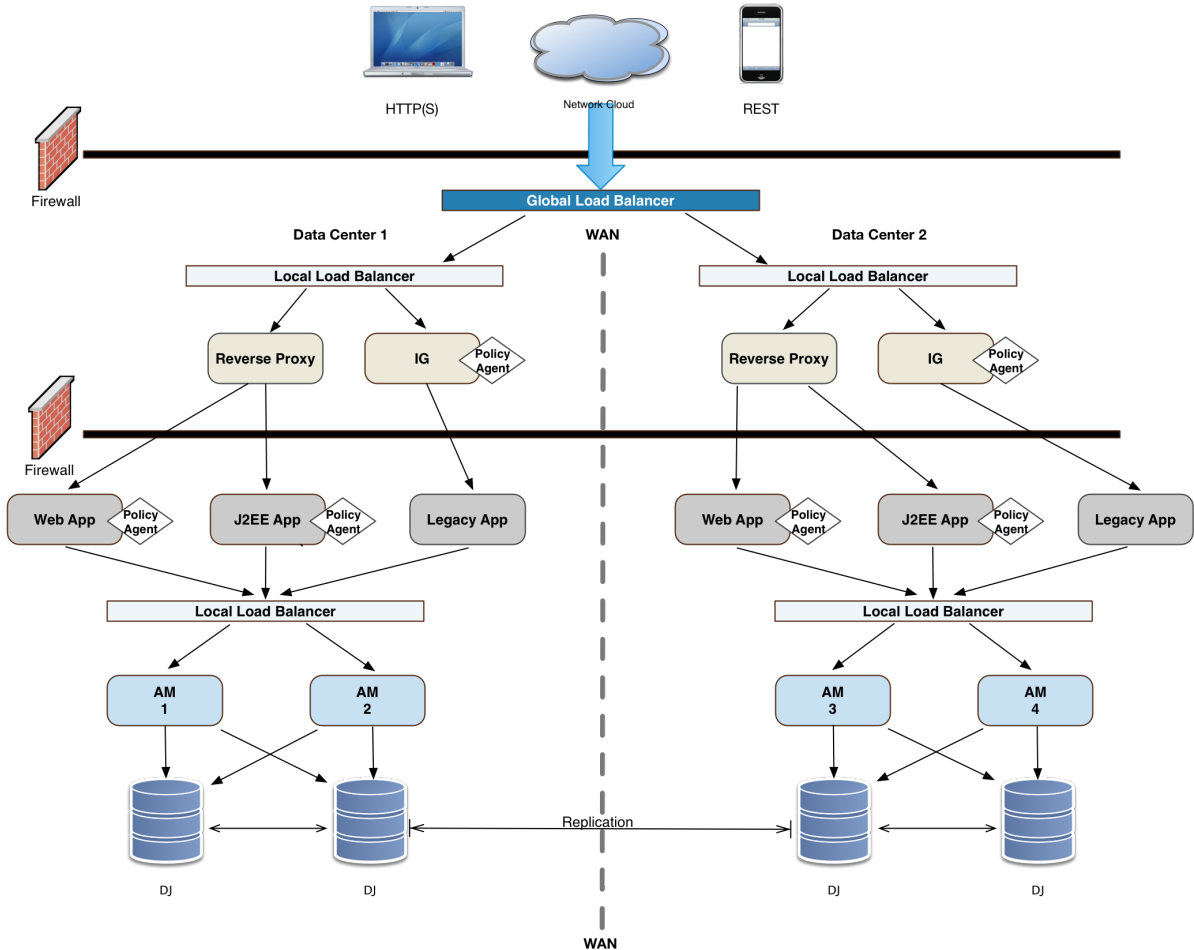 HTTP(S)
Network Cloud
REST
Firewall
Global Load Balancer
Data Center 1
WAN
Data Center 2
Local Load Balancer
Local Load Balancer
Reverse Proxy
IG
Policy
Agent
Reverse Proxy
IG
Policy
Agent
Firewall
Web App
Policy
Agent
J2EE App
Policy
Agent
Legacy App
Web App
Policy
Agent
J2EE App
Policy
Agent
Legacy App
Local Load Balancer
Local Load Balancer
AM
1
AM
2
AM
3
AM
4
Replication
DJ
DJ
DJ
DJ
WAN